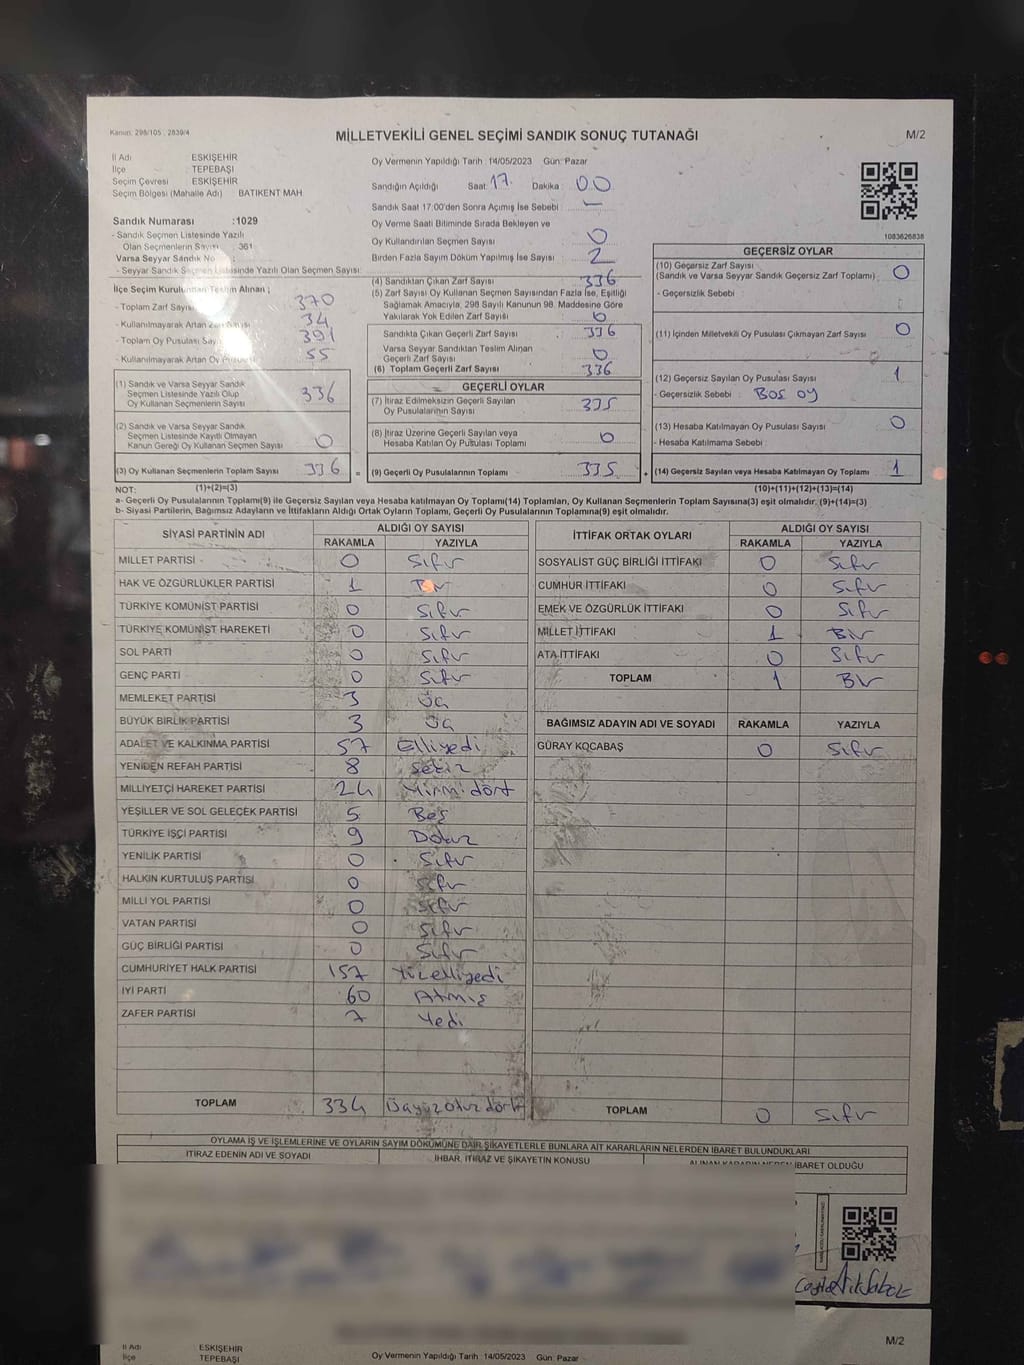 Kanun: 298/105, 2839/4
MİLLETVEKİLİ GENEL SEÇİMİ SANDIK SONUÇ TUTANAĞI
M/2
İl Adı ESKİŞEHİR
İlçe TEPEBAŞI
Seçim Çevresi ESKİŞEHİR
Seçim Bölgesi (Mahalle Adı) BATIKENT MAH.
Sandık Numarası :1029
- Sandık Seçmen Listesinde Yazılı
Olan Seçmenlerin Sayısı : 361
Varsa Seyyar Sandık No
- Seyyar Sandık Seçmen Listesinde Yazılı Olan Seçmen Sayısı:
İlçe Seçim Kurulundan Teslim Alınan ;
- Toplam Zarf Sayısı 370
- Kullanılmayarak Artan Zarf Sayısı 34
- Toplam Oy Pusulası Sayısı 391
- Kullanılmayarak Artan Oy Pusulası 55
(1) Sandık ve Varsa Seyyar Sandık
Seçmen Listesinde Yazılı Olup
Oy Kullanan Seçmenlerin Sayısı 336
(2) Sandık ve Varsa Seyyar Sandık
Seçmen Listesinde Kayıtlı Olmayan
Kanun Gereği Oy Kullanan Seçmen Sayısı 0
(3) Oy Kullanan Seçmenlerin Toplam Sayısı 336 =
Oy Vermenin Yapıldığı Tarih : 14/05/2023 Gün: Pazar
Sandığın Açıldığı Saat: 17. Dakika : 00
Sandık Saat 17:00'den Sonra Açımış İse Sebebi : –
Oy Verme Saati Bitiminde Sırada Bekleyen ve
Oy Kullandırılan Seçmen Sayısı 0
Birden Fazla Sayım Döküm Yapılmış İse Sayısı : 2
(4) Sandıktan Çıkan Zarf Sayısı 336
(5) Zarf Sayısı Oy Kullanan Seçmen Sayısından Fazla İse, Eşitliği
Sağlamak Amacıyla, 298 Sayılı Kanunun 98. Maddesine Göre
Yakılarak Yok Edilen Zarf Sayısı 0
Sandıkta Çıkan Geçerli Zarf Sayısı 336
Varsa Seyyar Sandıktan Teslim Alınan
Geçerli Zarf Sayısı 0
(6) Toplam Geçerli Zarf Sayısı 336
GEÇERLİ OYLAR
(7) İtiraz Edilmeksizin Geçerli Sayılan
Oy Pusulalarının Sayısı 335
(8) İtiraz Üzerine Geçerli Sayılan veya
Hesaba Katılan Oy Pusulası Toplamı 0
(9) Geçerli Oy Pusulalarının Toplamı 335 +
1083626838
GEÇERSİZ OYLAR
(10) Geçersiz Zarf Sayısı
(Sandık ve Varsa Seyyar Sandık Geçersiz Zarf Toplamı) 0
- Geçersizlik Sebebi :
(11) İçinden Milletvekili Oy Pusulası Çıkmayan Zarf Sayısı 0
(12) Geçersiz Sayılan Oy Pusulası Sayısı 1
- Geçersizlik Sebebi : Boş oy
(13) Hesaba Katılmayan Oy Pusulası Sayısı 0
- Hesaba Katılmama Sebebi :
(14) Geçersiz Sayılan veya Hesaba Katılmayan Oy Toplamı 1
NOT: (1)+(2)=(3) (10)+(11)+(12)+(13)=(14)
a- Geçerli Oy Pusulalarının Toplamı(9) ile Geçersiz Sayılan veya Hesaba katılmayan Oy Toplamı(14) Toplamları, Oy Kullanan Seçmenlerin Toplam Sayısına(3) eşit olmalıdır. (9)+(14)=(3)
b- Siyasi Partilerin, Bağımsız Adayların ve İttifakların Aldığı Ortak Oyların Toplamı, Geçerli Oy Pusulalarının Toplamına(9) eşit olmalıdır.
SİYASİ PARTİNİN ADI ALDIĞI OY SAYISI
RAKAMLA YAZIYLA
MİLLET PARTİSİ 0 Sıfır
HAK VE ÖZGÜRLÜKLER PARTİSİ 1 Bir
TÜRKİYE KOMÜNİST PARTİSİ 0 Sıfır
TÜRKİYE KOMÜNİST HAREKETİ 0 Sıfır
SOL PARTİ 0 Sıfır
GENÇ PARTİ 0 Sıfır
MEMLEKET PARTİSİ 3 Üç
BÜYÜK BİRLİK PARTİSİ 3 Üç
ADALET VE KALKINMA PARTİSİ 57 Elliyedi
YENİDEN REFAH PARTİSİ 8 Sekiz
MİLLİYETÇİ HAREKET PARTİSİ 24 Yirmi dört
YEŞİLLER VE SOL GELECEK PARTİSİ 5 Beş
TÜRKİYE İŞÇİ PARTİSİ 9 Dokuz
YENİLİK PARTİSİ 0 Sıfır
HALKIN KURTULUŞ PARTİSİ 0 Sıfır
MİLLİ YOL PARTİSİ 0 Sıfır
VATAN PARTİSİ 0 Sıfır
GÜÇ BİRLİĞİ PARTİSİ 0 Sıfır
CUMHURİYET HALK PARTİSİ 157 Yüzelliyedi
İYİ PARTİ 60 Atmış
ZAFER PARTİSİ 7 Yedi
TOPLAM 334 Üçyüz otuz dört
İTTİFAK ORTAK OYLARI ALDIĞI OY SAYISI
RAKAMLA YAZIYLA
SOSYALİST GÜÇ BİRLİĞİ İTTİFAKI 0 Sıfır
CUMHUR İTTİFAKI 0 Sıfır
EMEK VE ÖZGÜRLÜK İTTİFAKI 0 Sıfır
MİLLET İTTİFAKI 1 Bir
ATA İTTİFAKI 0 Sıfır
TOPLAM 1 Bir
BAĞIMSIZ ADAYIN ADI VE SOYADI RAKAMLA YAZIYLA
GÜRAY KOCABAŞ 0 Sıfır
TOPLAM 0 Sıfır
OYLAMA İŞ VE İŞLEMLERİNE VE OYLARIN SAYIM DÖKÜMÜNE DAİR ŞİKAYETLERLE BUNLARA AİT KARARLARIN NELERDEN İBARET BULUNDUKLARI
İTİRAZ EDENİN ADI VE SOYADI İHBAR, İTİRAZ VE ŞİKAYETİN KONUSU ALINAN KARARIN NEDEN İBARET OLDUĞU
M/2
İl Adı ESKİŞEHİR
İlçe TEPEBAŞI
Oy Vermenin Yapıldığı Tarih : 14/05/2023 Gün: Pazar